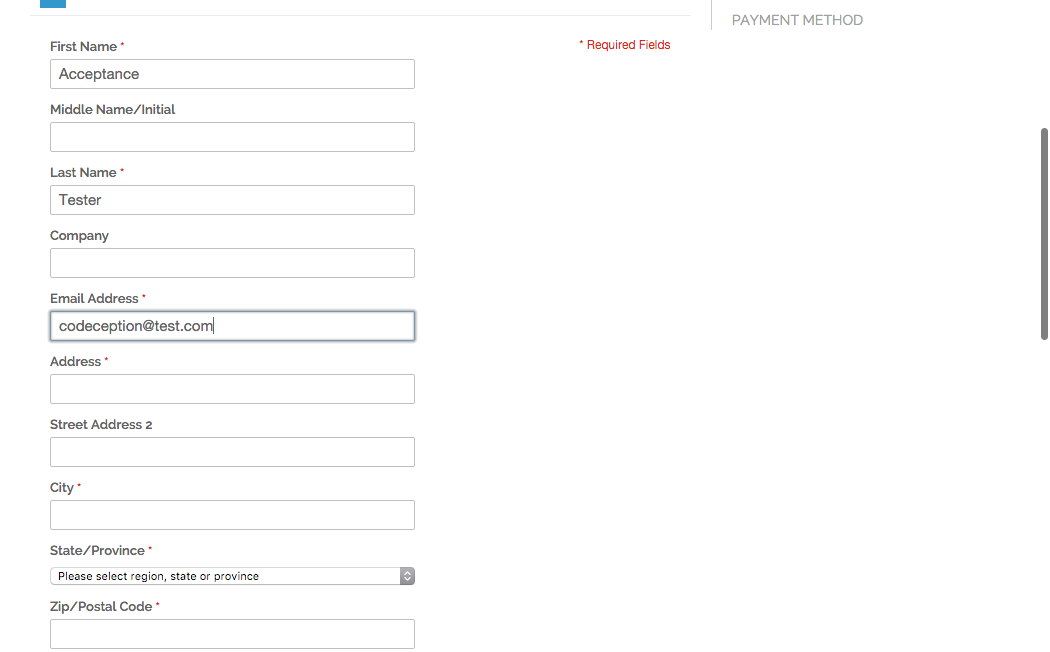 PAYMENT METHOD
First Name *
* Required Fields
Acceptance
Middle Name/Initial
Last Name *
Tester
Company
Email Address *
codeception@test.com
Address *
Street Address 2
City *
State/Province *
Please select region, state or province
Zip/Postal Code *